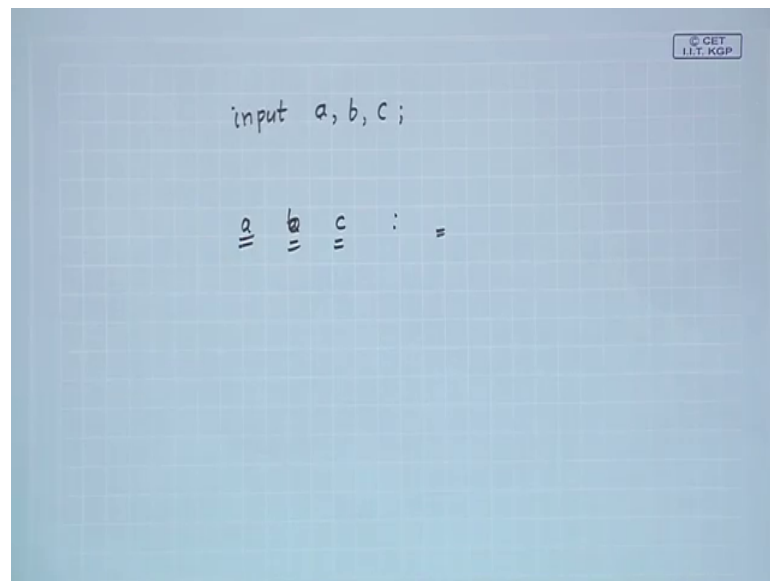 © CET
I.I.T. KGP
input a, b, c ;
a b c : =